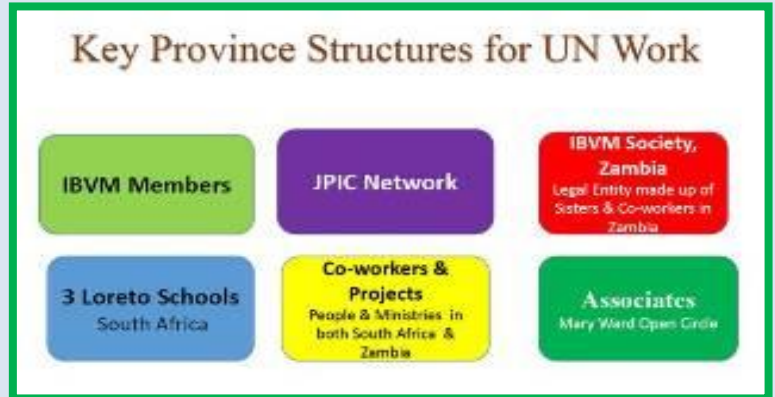 Key Province Structures for UN Work
IBVM Members
JPIC Network
IBVM Society,
Zambia
Legal Entity made up of
Sisters & Co-workers in
Zambia
3 Loreto Schools
South Africa
Co-workers &
Projects
People & Ministries in
both South Africa &
Zambia
Associates
Mary Ward Open Circle